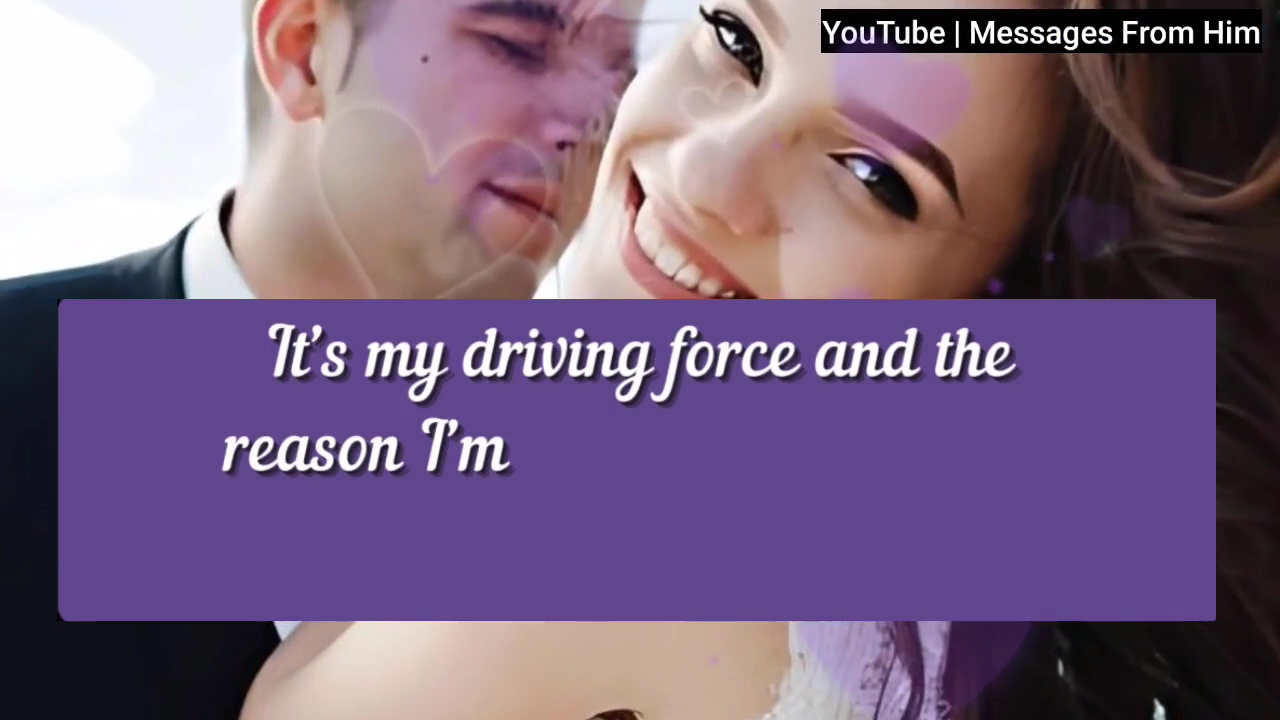 YouTube | Messages From Him
It's my driving force and the
reason I'm